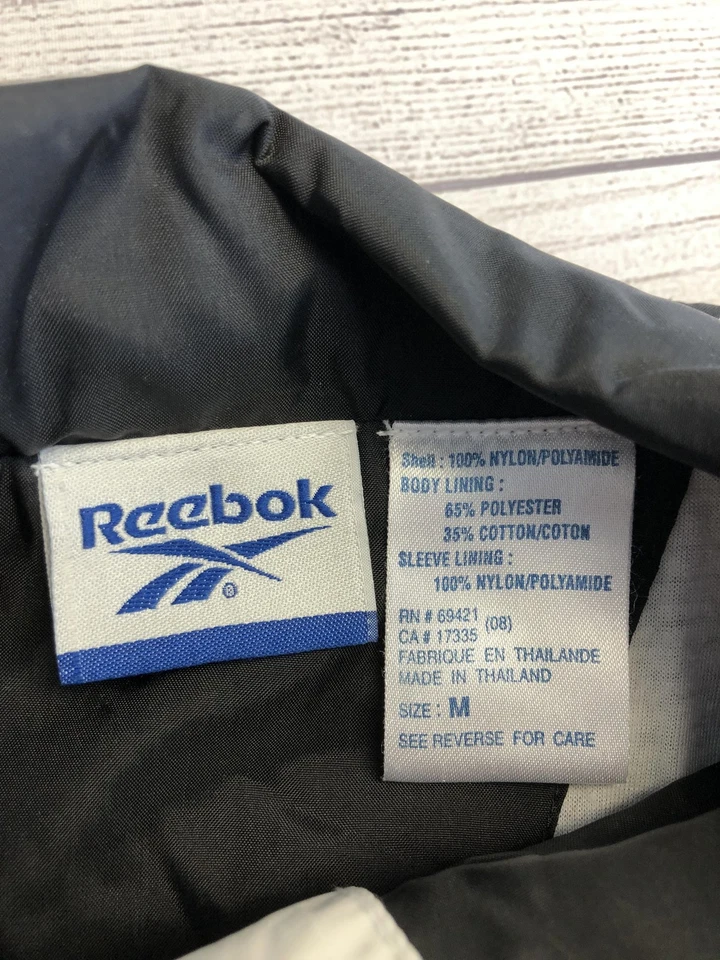 Reebok
®
Shell : 100% NYLON/POLYAMIDE
BODY LINING :
65% POLYESTER
35% COTTON/COTON
SLEEVE LINING :
100% NYLON/POLYAMIDE
RN # 69421 (08)
CA # 17335
FABRIQUE EN THAILANDE
MADE IN THAILAND
SIZE : M
SEE REVERSE FOR CARE